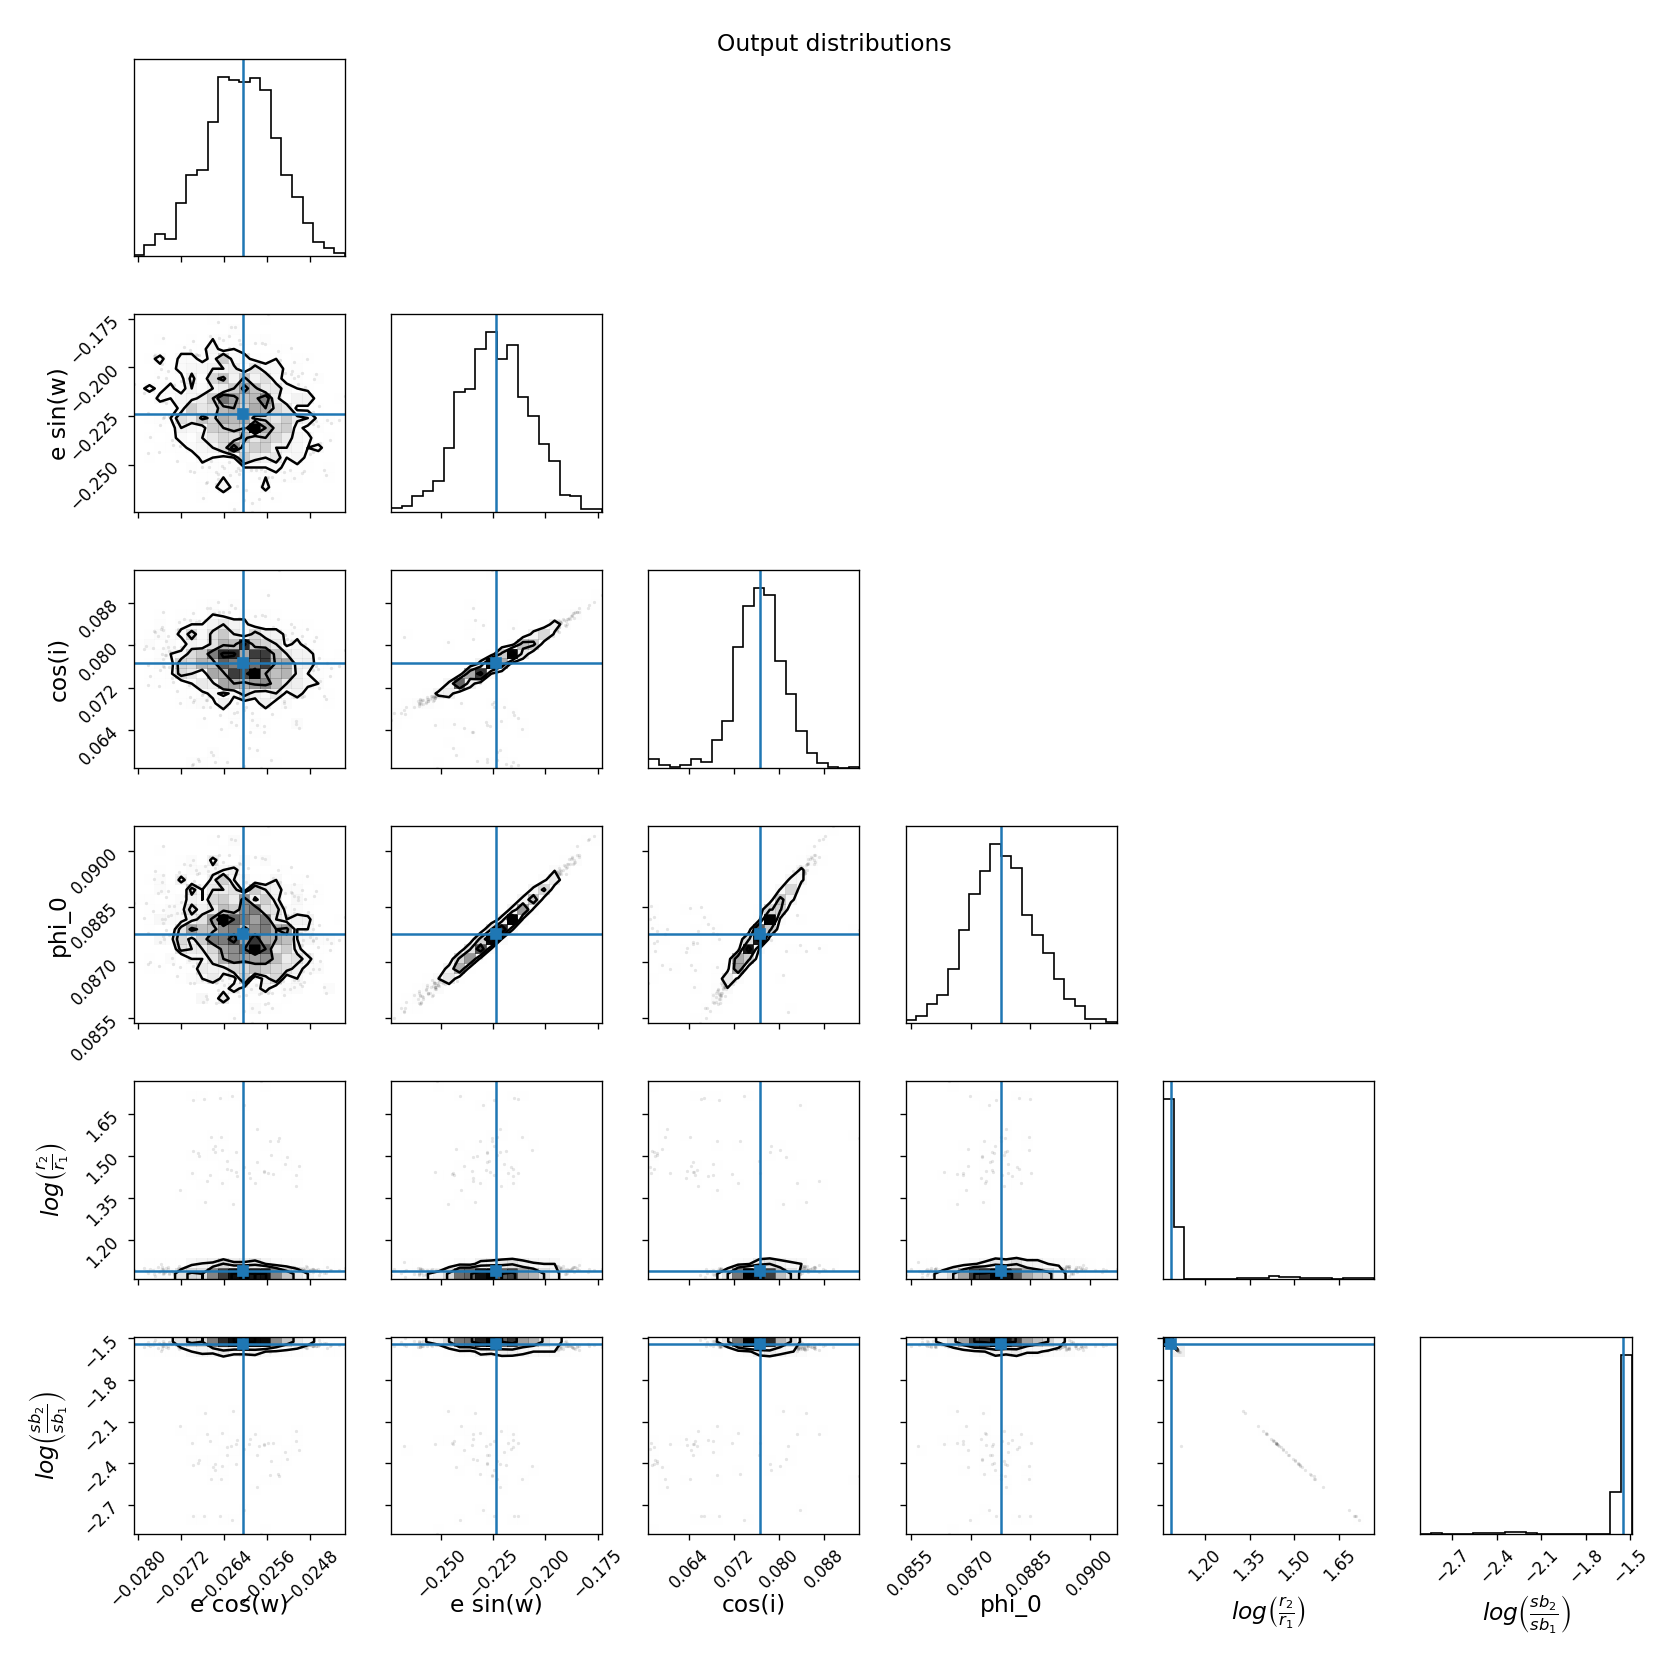 Output distributions
−0.175
−0.200
−0.225
−0.250
e sin(w)
0.088
0.080
0.072
0.064
cos(i)
0.0900
0.0885
0.0870
0.0855
phi_0
1.65
1.50
1.35
1.20
log(r₂/r₁)
−1.5
−1.8
−2.1
−2.4
−2.7
log(sb₂/sb₁)
−0.0280 −0.0272 −0.0264 −0.0256 −0.0248
−0.250 −0.225 −0.200 −0.175
0.064 0.072 0.080 0.088
0.0855 0.0870 0.0885 0.0900
1.20 1.35 1.50 1.65
−2.7 −2.4 −2.1 −1.8 −1.5
e cos(w)
e sin(w)
cos(i)
phi_0
log(r₂/r₁)
log(sb₂/sb₁)